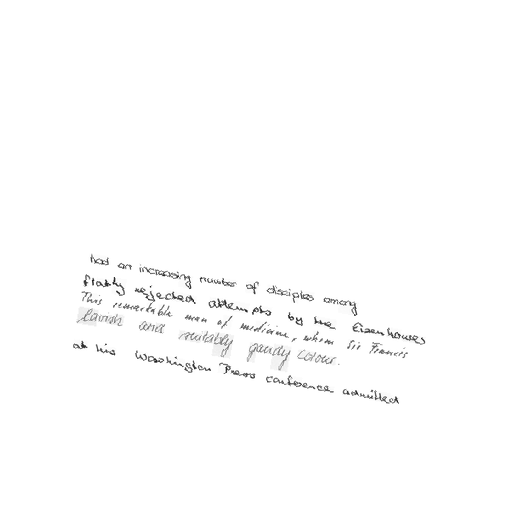 had an increasing number of disciples among
flatly rejected attempts by the Eisenhowers
This remarkable man of medicine, whom Sir Francis
lavish and suitably gaudy colour.
at his Washington Press conference admitted